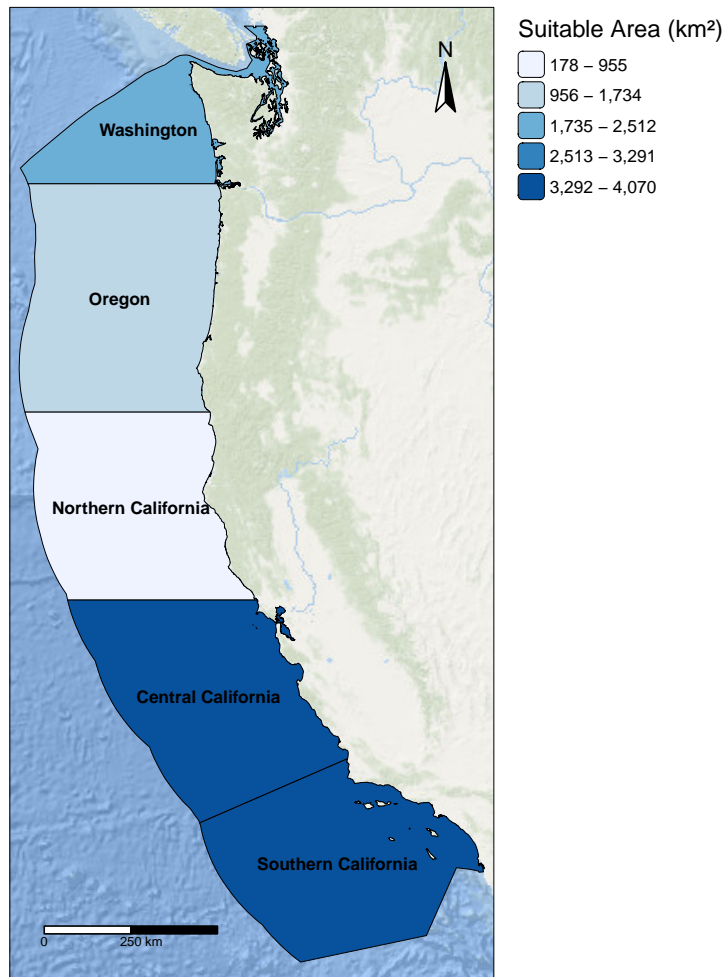 Suitable Area (km²)
178 – 955
956 – 1,734
1,735 – 2,512
2,513 – 3,291
3,292 – 4,070
N
Washington
Oregon
Northern California
Central California
Southern California
0 250 km